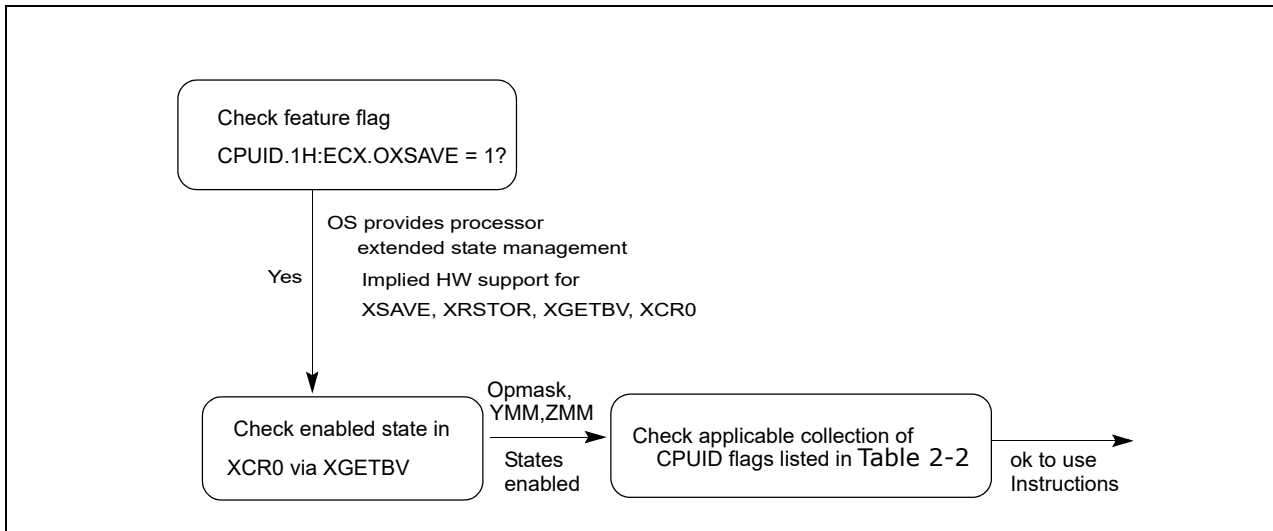 Check feature flag
CPUID.1H:ECX.OXSAVE = 1?
OS provides processor
extended state management
Yes
Implied HW support for
XSAVE, XRSTOR, XGETBV, XCR0
Check enabled state in
XCR0 via XGETBV
Opmask,
YMM,ZMM
States
enabled
Check applicable collection of
CPUID flags listed in Table 2-2
ok to use
Instructions